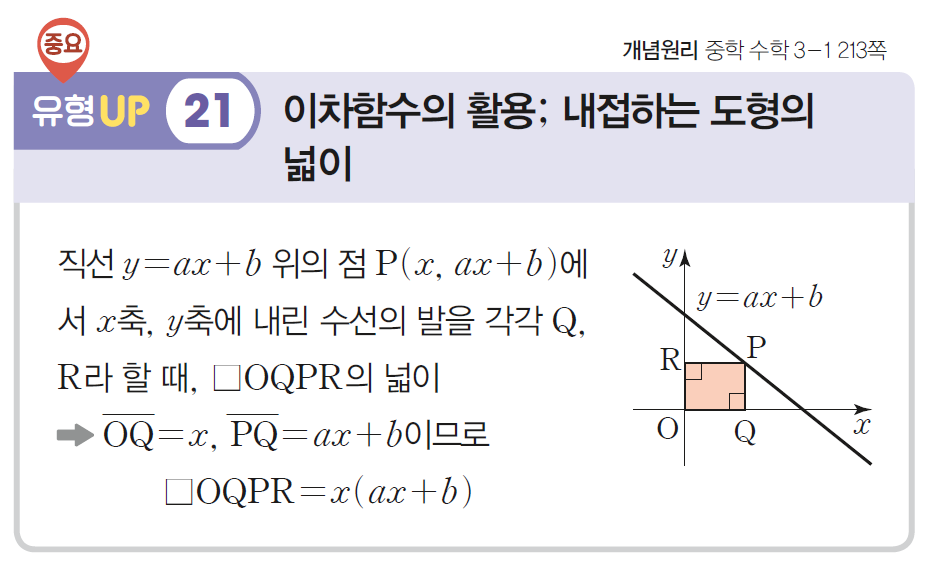 중요
개념원리 중학 수학 3-1 213쪽
유형UP 21 이차함수의 활용; 내접하는 도형의
넓이
직선 y=ax+b 위의 점 P(x, ax+b)에
서 x축, y축에 내린 수선의 발을 각각 Q,
R라 할 때, □OQPR의 넓이
➡ \overline{OQ}=x, \overline{PQ}=ax+b이므로
□OQPR=x(ax+b)
y
y=ax+b
R
P
O
Q
x